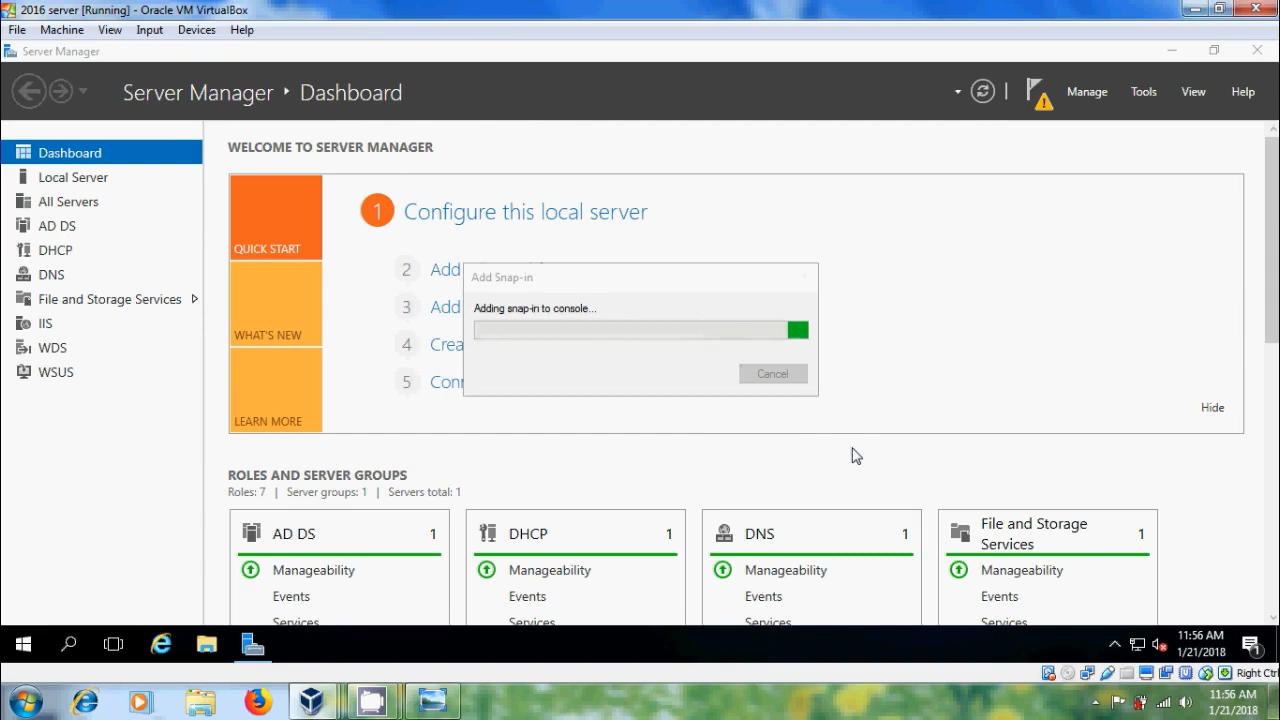 2016 server [Running] - Oracle VM VirtualBox
File Machine View Input Devices Help
Server Manager
Server Manager Dashboard
Manage Tools View Help
Dashboard
Local Server
All Servers
AD DS
DHCP
DNS
File and Storage Services
IIS
WDS
WSUS
WELCOME TO SERVER MANAGER
QUICK START
WHAT'S NEW
LEARN MORE
1 Configure this local server
2 Add
3 Add
4
5
Add Snap-in
Adding snap-in to console...
Cancel
Hide
ROLES AND SERVER GROUPS
Roles: 7 | Server groups: 1 | Servers total: 1
AD DS 1
Manageability
Events
Services
DHCP 1
Manageability
Events
Services
DNS 1
Manageability
Events
Services
File and Storage Services 1
Manageability
Events
Services
11:56 AM
1/21/2018
1
Right Ctrl
11:56 AM
1/21/2018